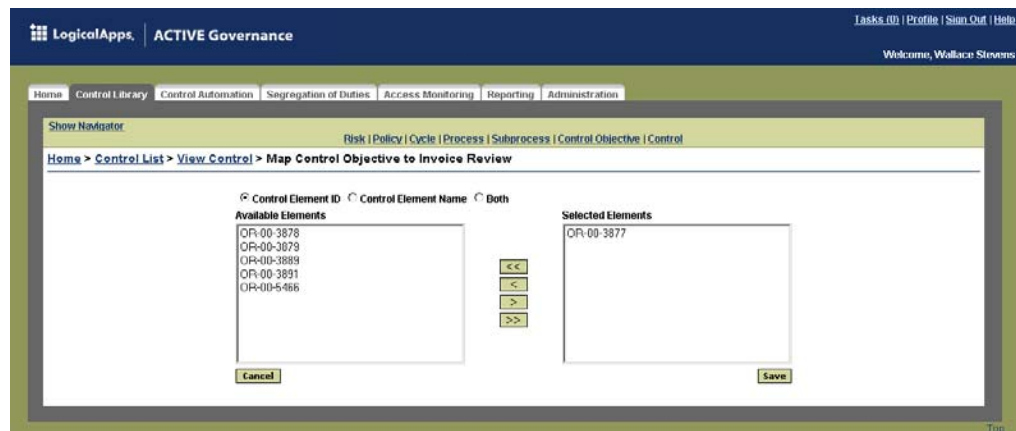 Tasks (0) | Profile | Sign Out | Help
LogicalApps. ACTIVE Governance
Welcome, Wallace Stevens
Home Control Library Control Automation Segregation of Duties Access Monitoring Reporting Administration
Show Navigator
Risk | Policy | Cycle | Process | Subprocess | Control Objective | Control
Home > Control List > View Control > Map Control Objective to Invoice Review
Control Element ID Control Element Name Both
Available Elements
OR-00-3878
OR-00-3879
OR-00-3889
OR-00-3891
OR-00-5466
<<
<
>
>>
Selected Elements
OR-00-3877
Cancel
Save
Top